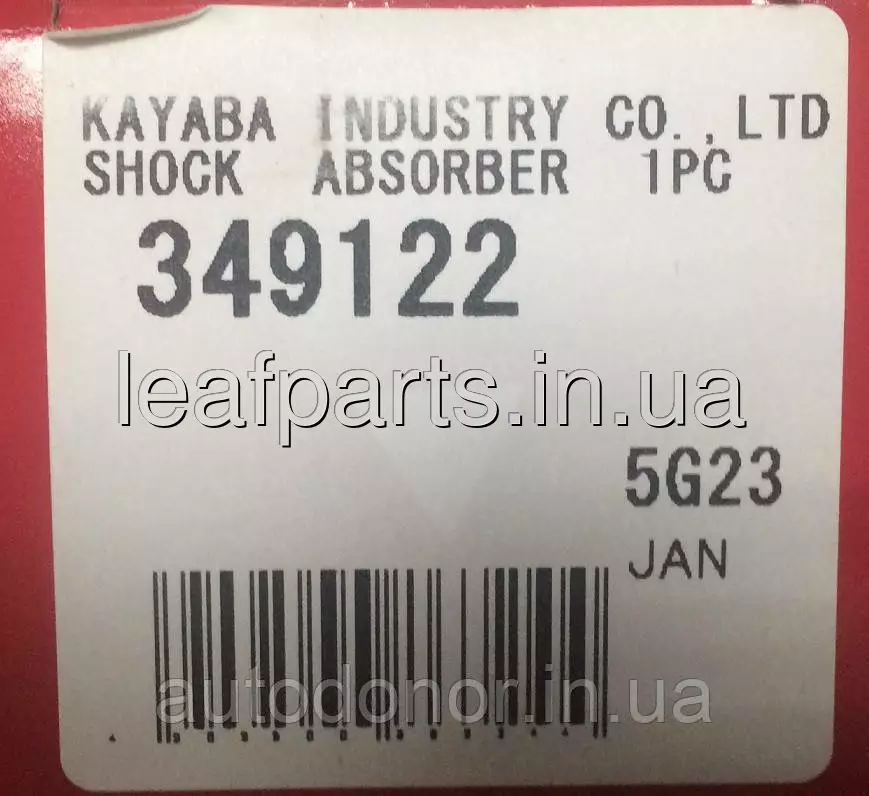 KAYABA INDUSTRY CO.,LTD
SHOCK ABSORBER 1PC
349122
leafparts.in.ua
5G23
JAN
autodonor.in.ua